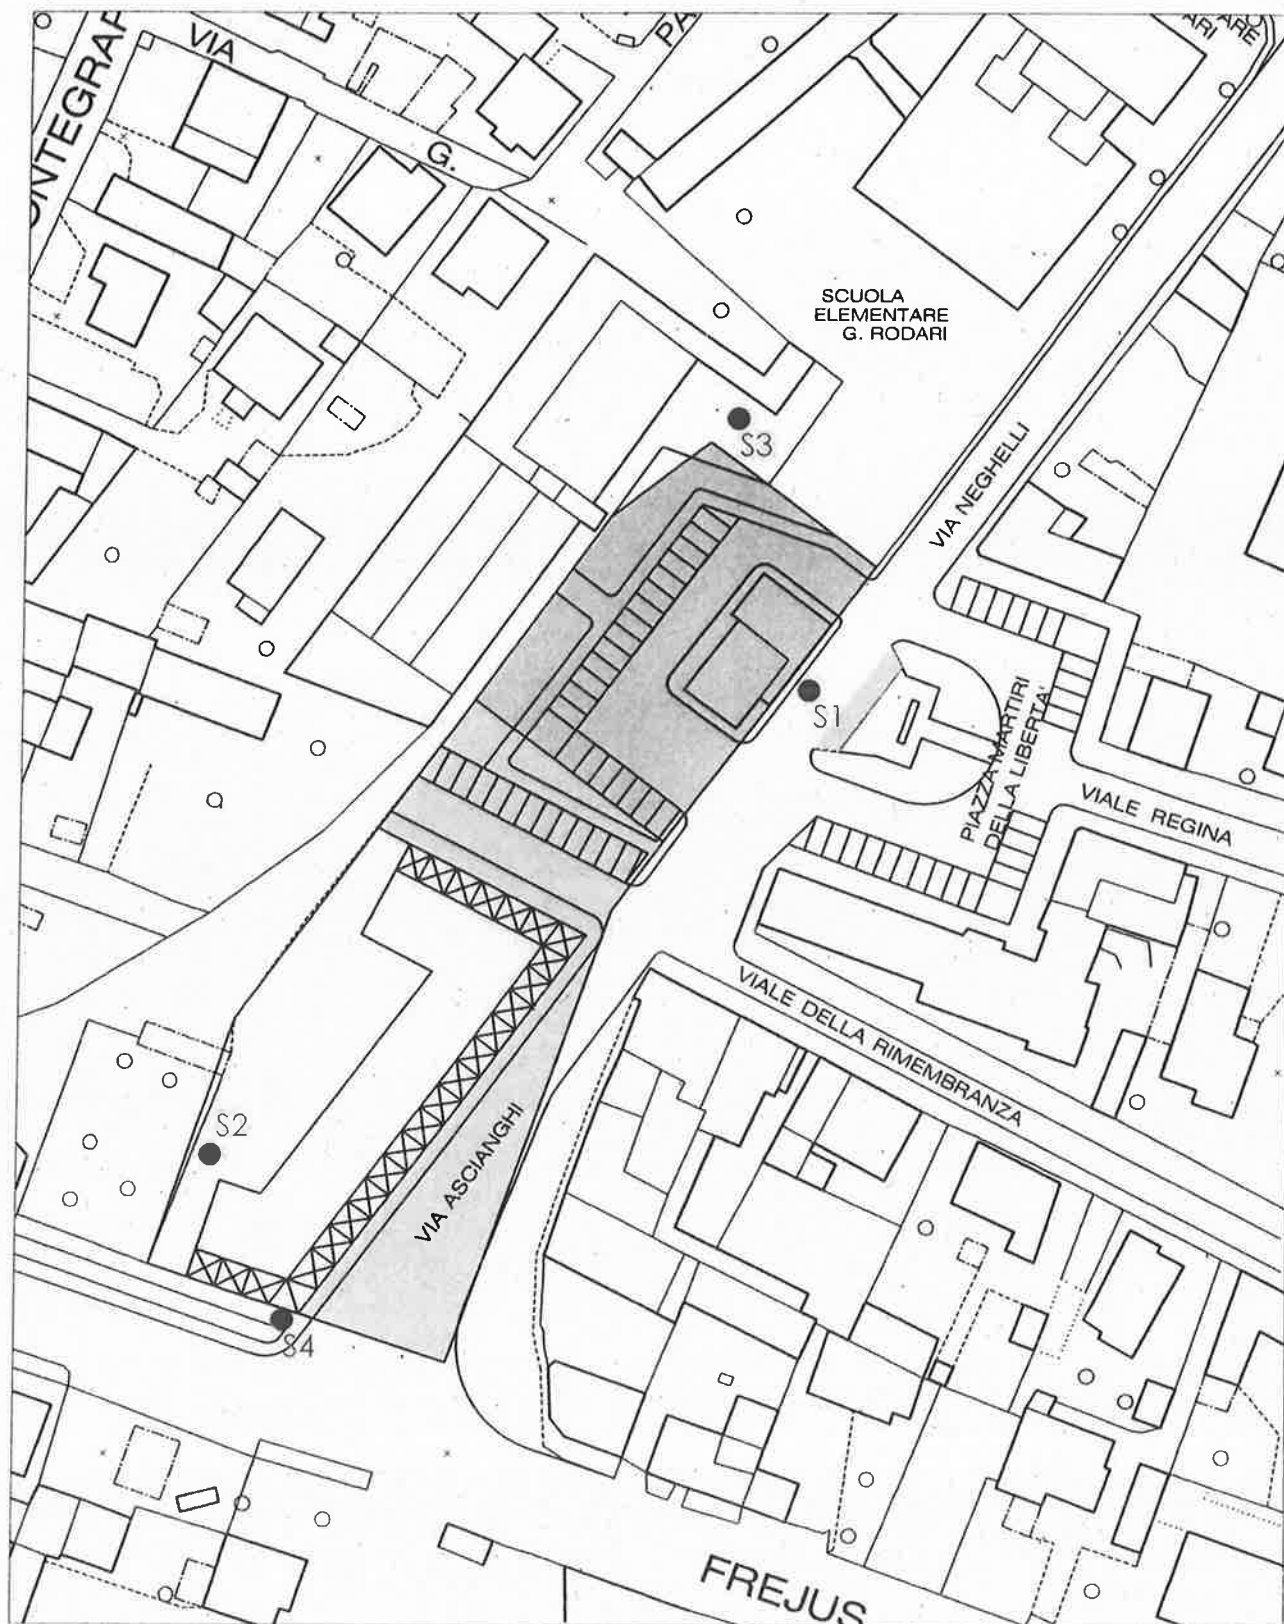 VIA
G.
SCUOLA
ELEMENTARE
G. RODARI
S3
VIA NEGHELLI
S1
PIAZZA MARTIRI
DELLA LIBERTA'
VIALE REGINA
VIALE DELLA RIMEMBRANZA
S2
VIA ASCIANGHI
S4
FREJUS